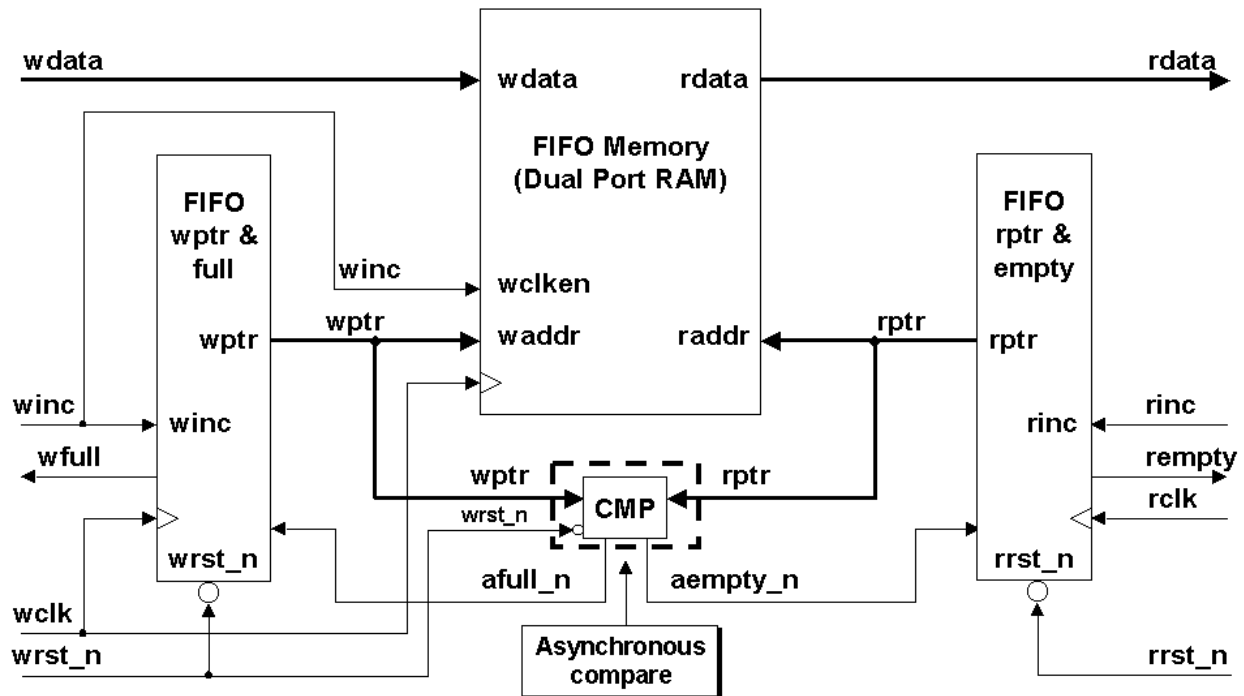 wdata
rdata
wdata
rdata
FIFO Memory
(Dual Port RAM)
FIFO
wptr &
full
FIFO
rptr &
empty
winc
wclken
wptr
wptr
waddr
raddr
rptr
rptr
winc
winc
rinc
rinc
wfull
rempty
wptr
rptr
CMP
rclk
wrst_n
wrst_n
rrst_n
afull_n
aempty_n
wclk
Asynchronous
compare
wrst_n
rrst_n